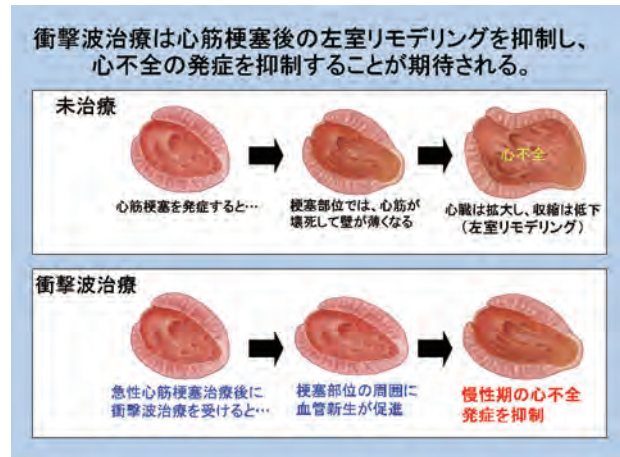 衝撃波治療は心筋梗塞後の左室リモデリングを抑制し、
心不全の発症を抑制することが期待される。
未治療
心不全
心筋梗塞を発症すると…
梗塞部位では、心筋が
壊死して壁が薄くなる
心臓は拡大し、収縮は低下
（左室リモデリング）
衝撃波治療
急性心筋梗塞治療後に
衝撃波治療を受けると…
梗塞部位の周囲に
血管新生が促進
慢性期の心不全
発症を抑制